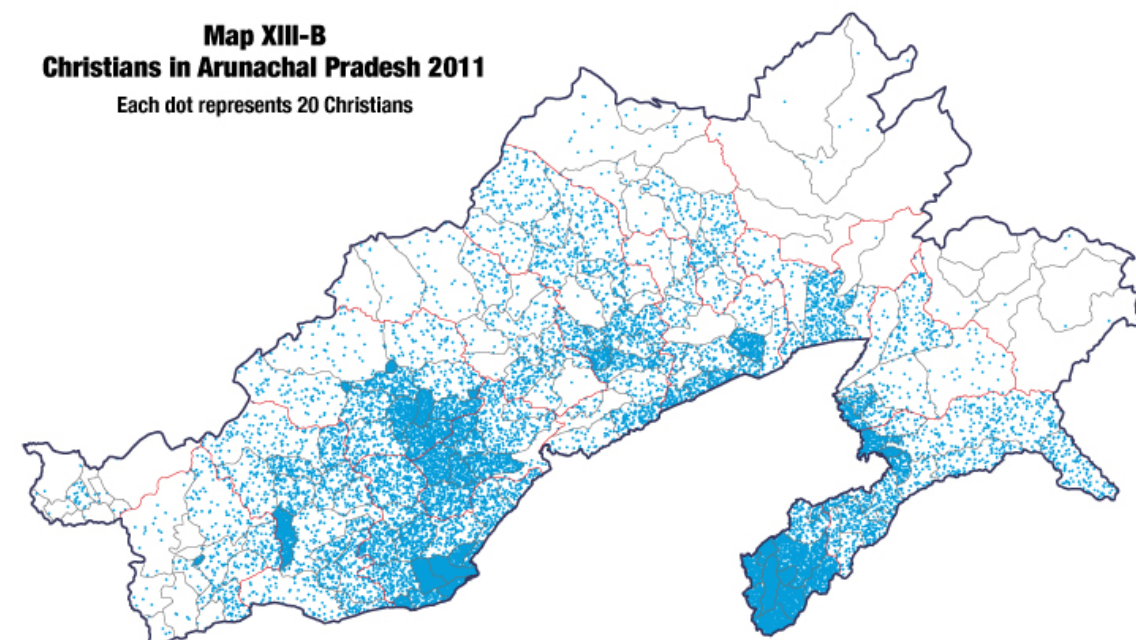 Map XIII-B
Christians in Arunachal Pradesh 2011
Each dot represents 20 Christians